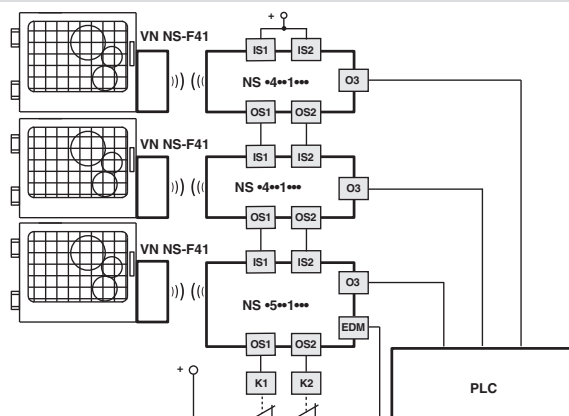 +
VN NS-F41
IS1 IS2
NS •4••1•••
O3
OS1 OS2
VN NS-F41
IS1 IS2
NS •4••1•••
O3
OS1 OS2
VN NS-F41
IS1 IS2
O3
NS •5••1•••
EDM
OS1 OS2
+
K1 K2
PLC